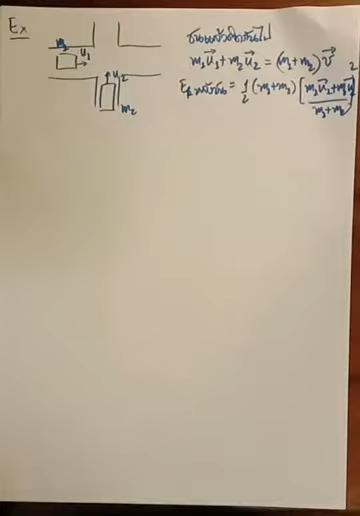 Ex
ชนแล้วติดกันไป
m₁ u₁
m₁u⃗₁ + m₂u⃗₂ = (m₁+m₂) v⃗
u₂
Eₖ หลังชน = 1/2 (m₁+m₂) [(m₁u⃗₁+m₂u⃗₂)/(m₁+m₂)]²
m₂